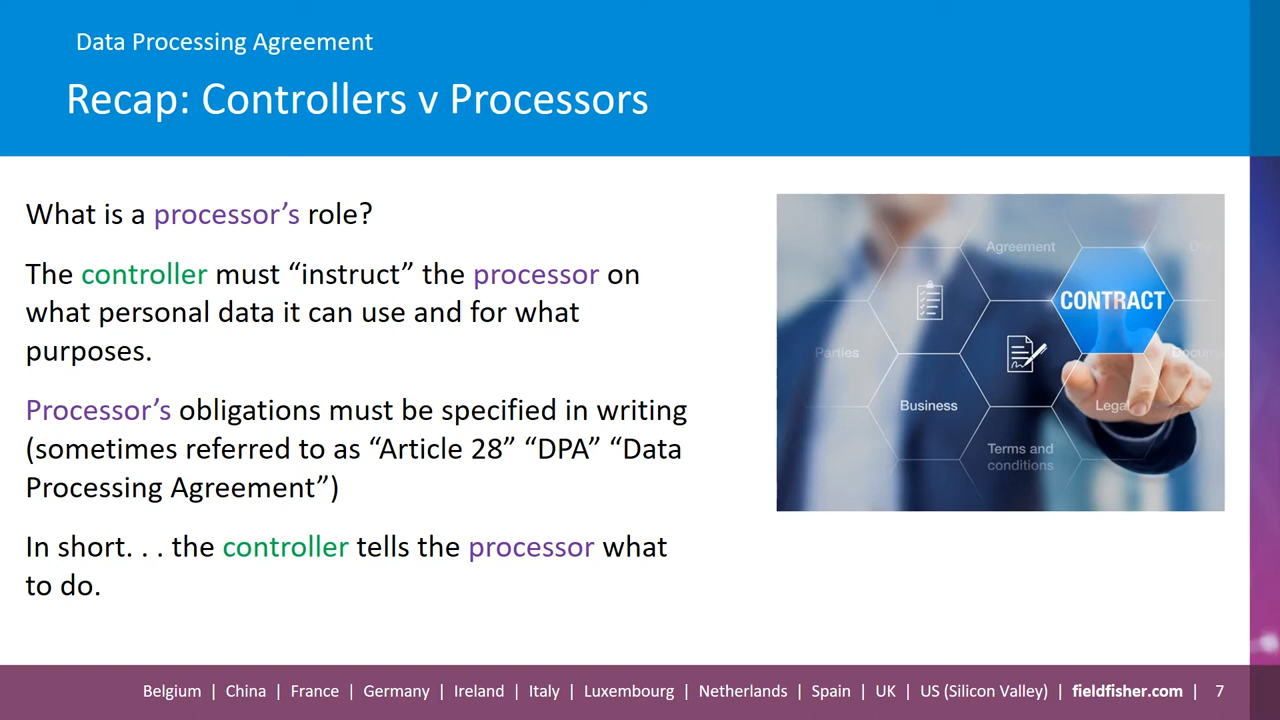 Data Processing Agreement
Recap: Controllers v Processors
What is a processor’s role?
The controller must “instruct” the processor on
what personal data it can use and for what
purposes.
Processor’s obligations must be specified in writing
(sometimes referred to as “Article 28” “DPA” “Data
Processing Agreement”)
In short. . . the controller tells the processor what
to do.
Agreement
CONTRACT
Parties
Business
Legal
Terms and
conditions
Belgium | China | France | Germany | Ireland | Italy | Luxembourg | Netherlands | Spain | UK | US (Silicon Valley) | fieldfisher.com | 7